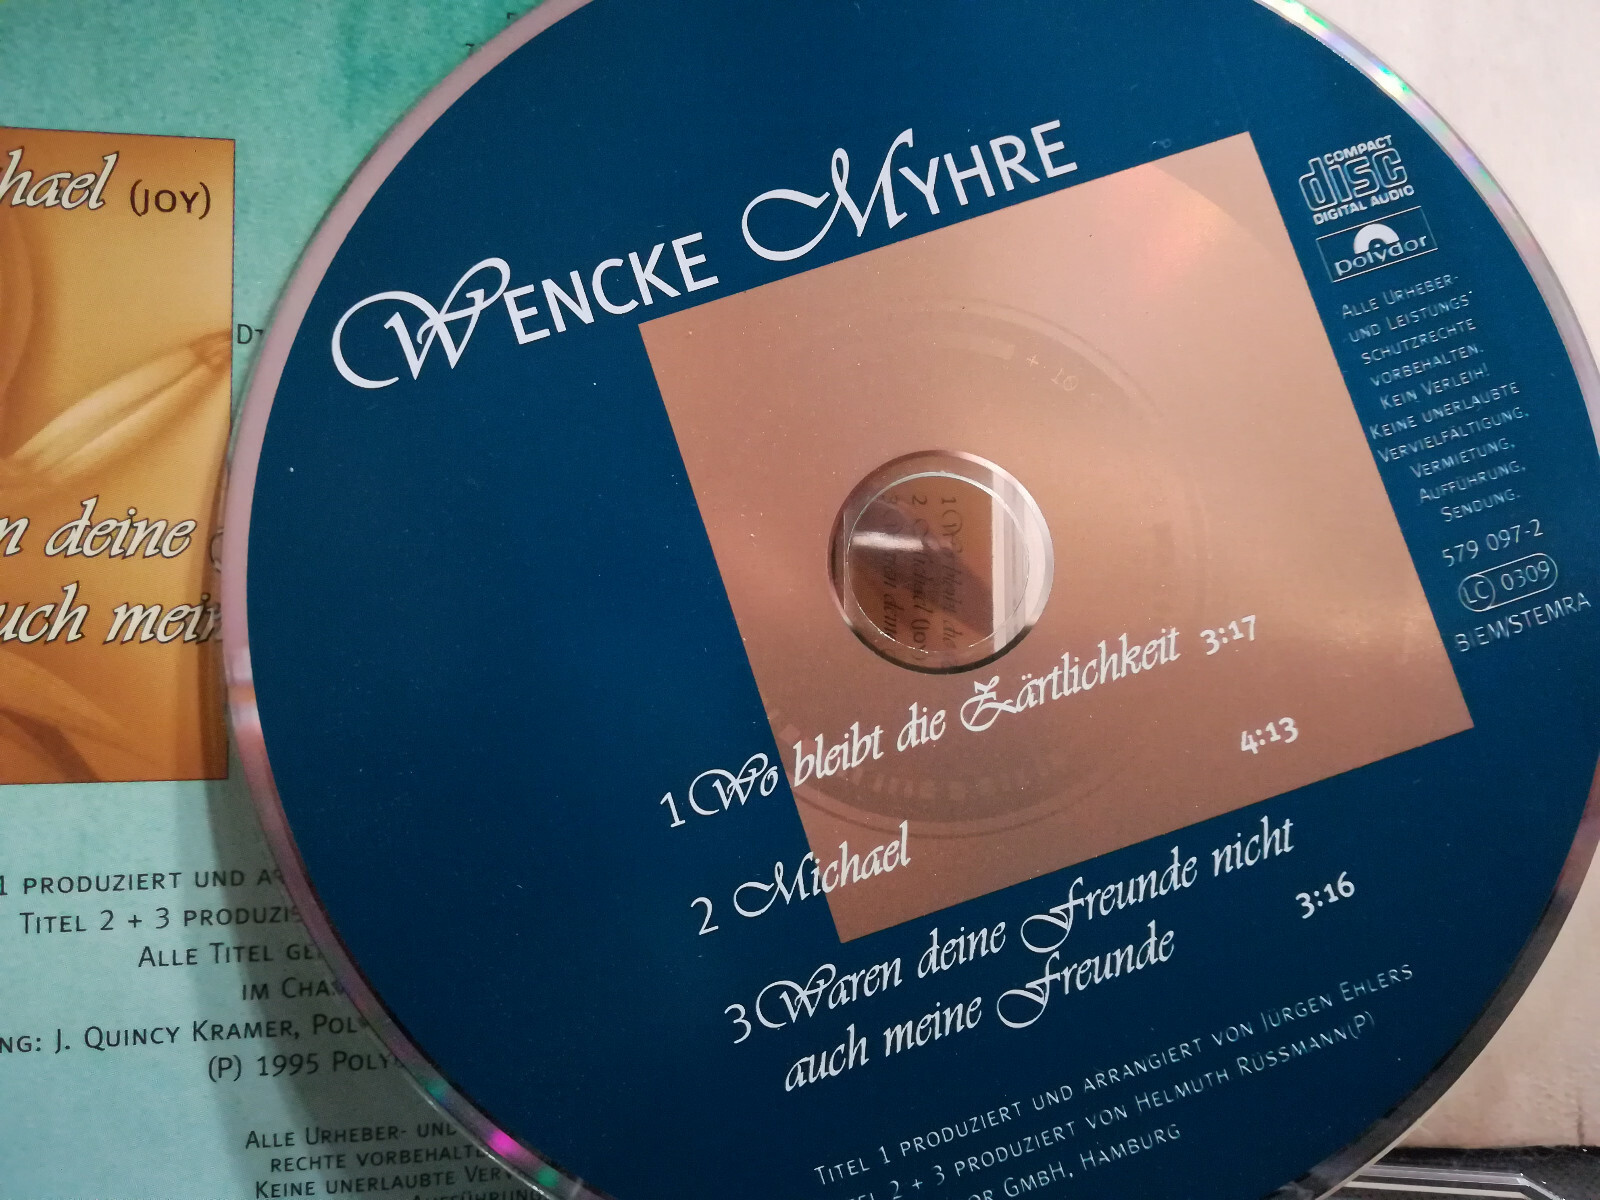 hael (JOY)
n deine
uch mein
1 PRODUZIERT UND
TITEL 2 + 3 PRODUZI
ALLE TITEL
IM CHA
NG: J. QUINCY KRAMER, POL
(P) 1995 POLY
ALLE URHEBER- UND
RECHTE VORBEHALT
KEINE UNERLAUBTE VER
WENCKE MYHRE
COMPACT
disc
DIGITAL AUDIO
polydor
ALLE URHEBER-
UND LEISTUNGS-
SCHUTZRECHTE
VORBEHALTEN.
KEIN VERLEIH!
KEINE UNERLAUBTE
VERVIELFÄLTIGUNG,
VERMIETUNG,
AUFFÜHRUNG,
SENDUNG.
579 097-2
LC 0309
BIEM/STEMRA
1 Wo bleibt die Zärtlichkeit 3:17
2 Michael 4:13
3 Waren deine Freunde nicht
auch meine Freunde 3:16
TITEL 1 PRODUZIERT UND ARRANGIERT VON JÜRGEN EHLERS
2 + 3 PRODUZIERT VON HELMUTH RÜSSMANN(P)
OR GMBH, HAMBURG